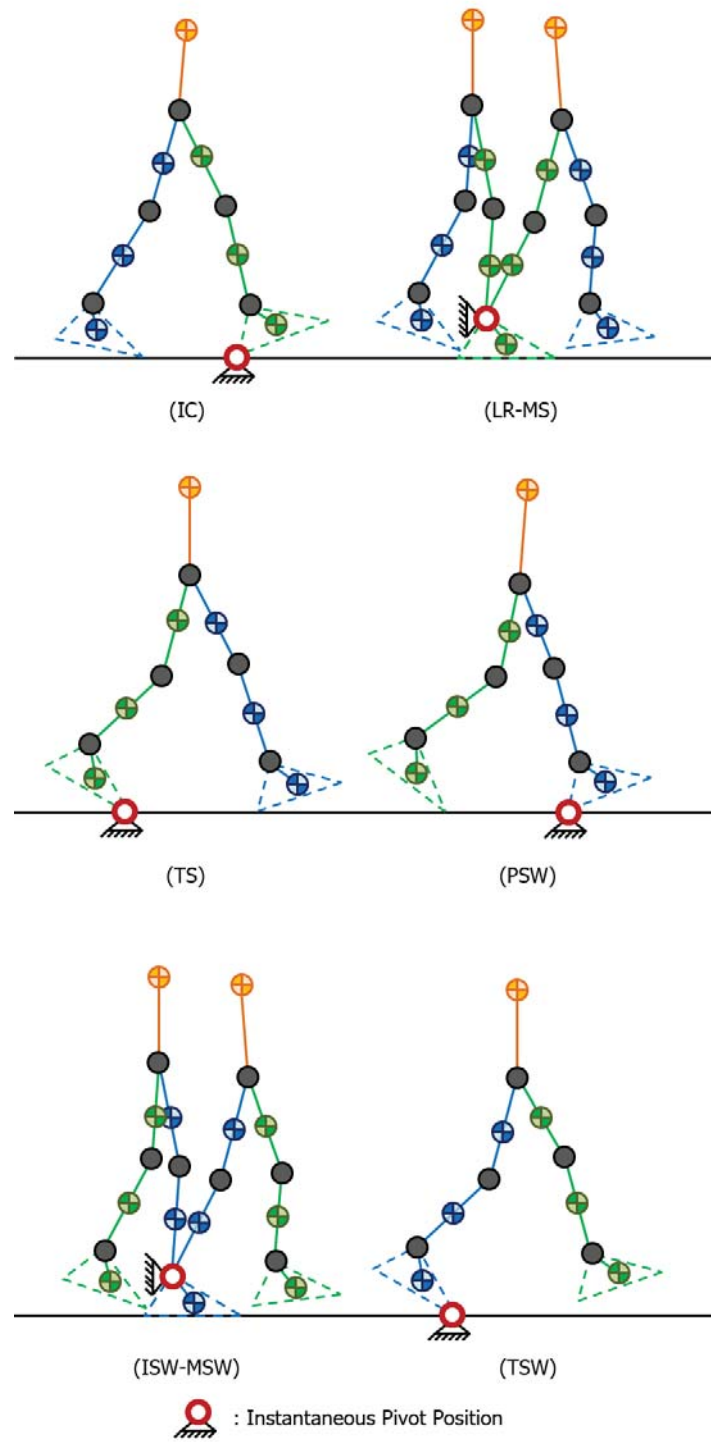 (IC)
(LR-MS)
(TS)
(PSW)
(ISW-MSW)
(TSW)
: Instantaneous Pivot Position